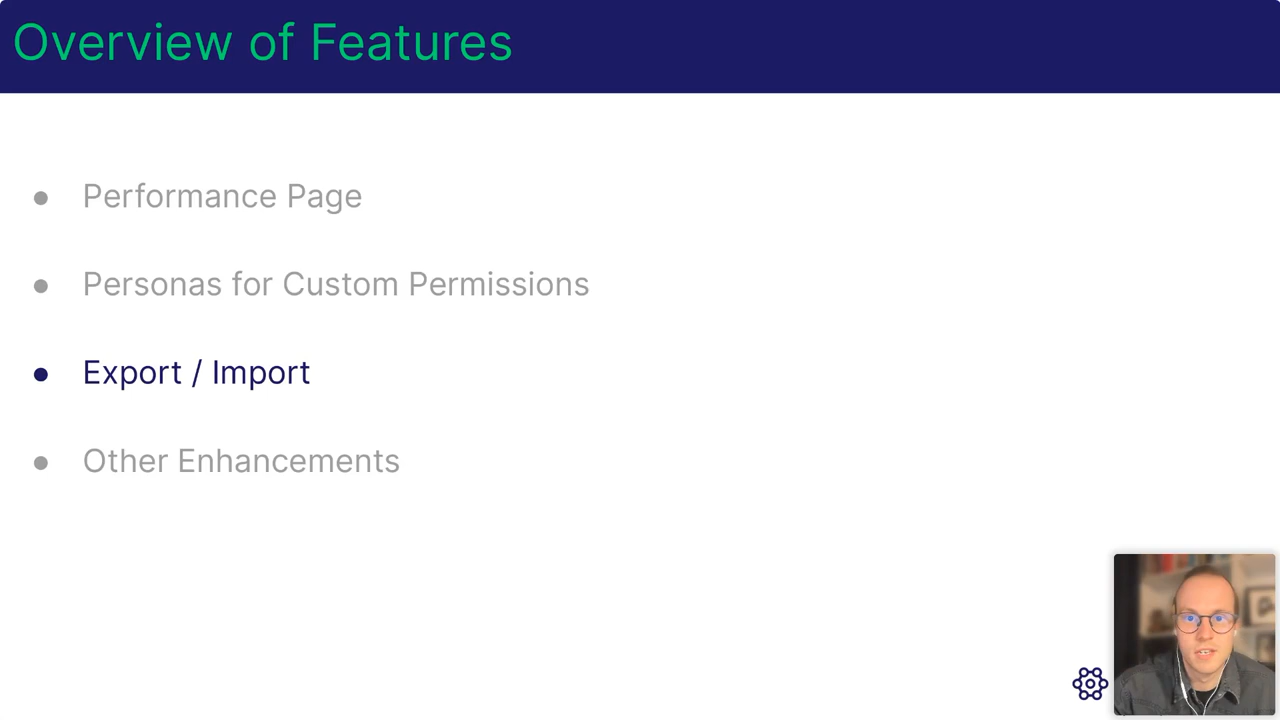 Overview of Features
● Performance Page
● Personas for Custom Permissions
● Export / Import
● Other Enhancements